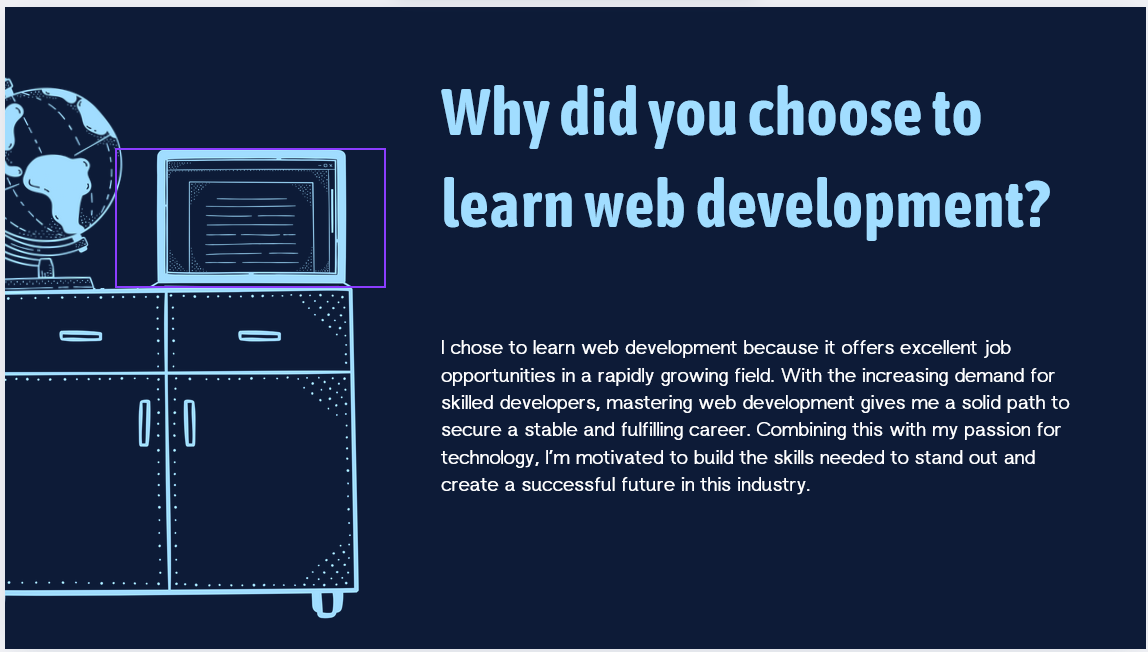 Why did you choose to
learn web development?
I chose to learn web development because it offers excellent job
opportunities in a rapidly growing field. With the increasing demand for
skilled developers, mastering web development gives me a solid path to
secure a stable and fulfilling career. Combining this with my passion for
technology, I'm motivated to build the skills needed to stand out and
create a successful future in this industry.